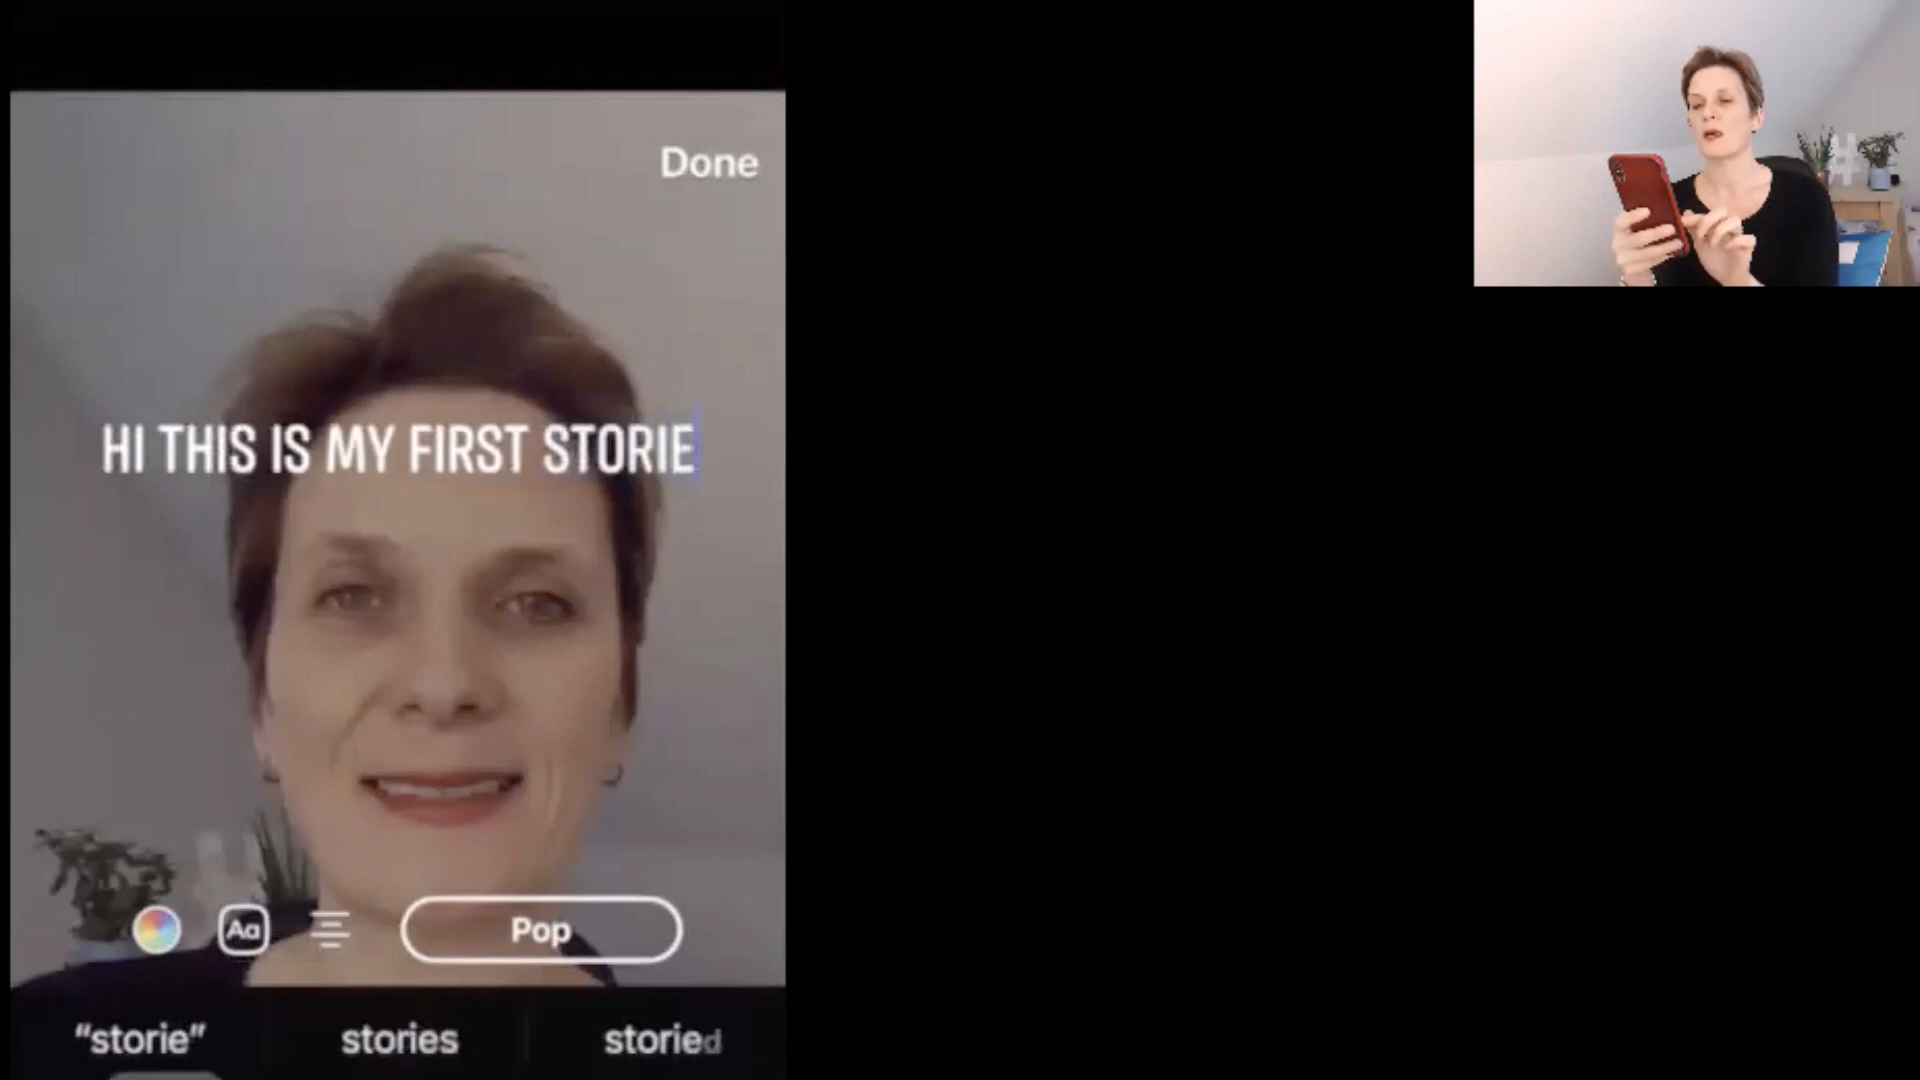 Done
HI THIS IS MY FIRST STORIE
Aa
Pop
“storie” stories storied
#